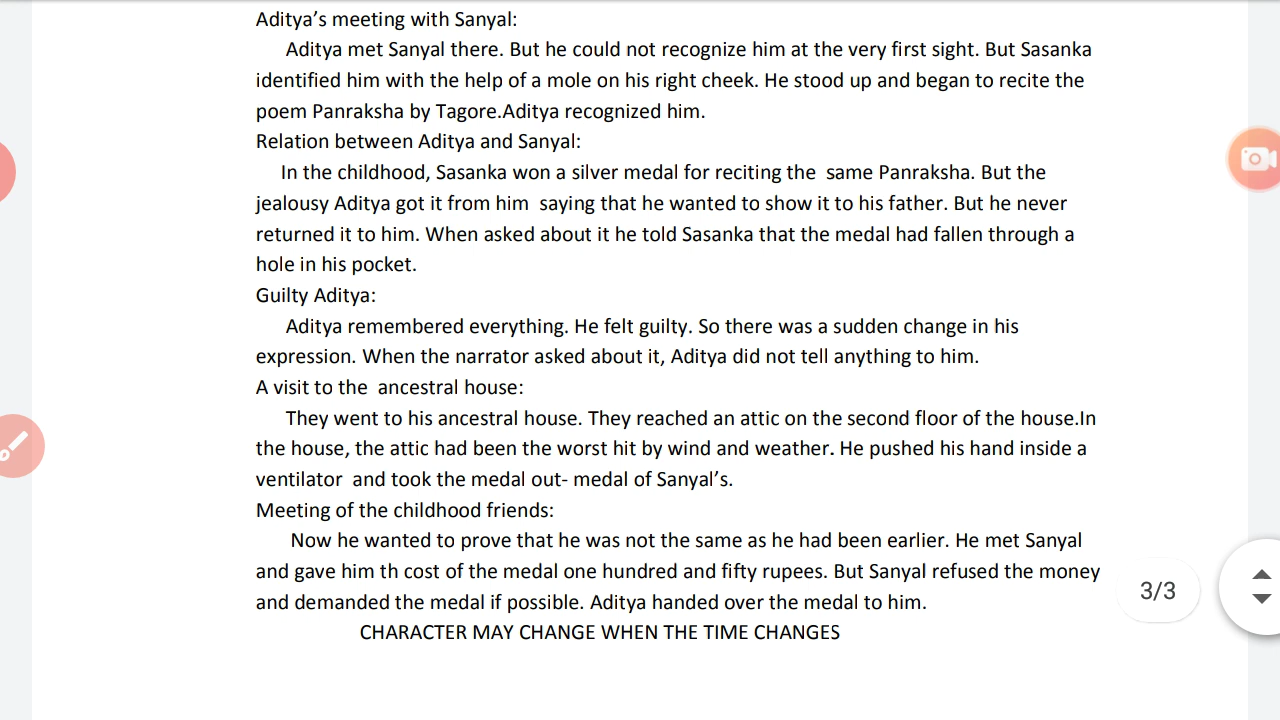 Aditya’s meeting with Sanyal:
Aditya met Sanyal there. But he could not recognize him at the very first sight. But Sasanka
identified him with the help of a mole on his right cheek. He stood up and began to recite the
poem Panraksha by Tagore.Aditya recognized him.
Relation between Aditya and Sanyal:
In the childhood, Sasanka won a silver medal for reciting the  same Panraksha. But the
jealousy Aditya got it from him  saying that he wanted to show it to his father. But he never
returned it to him. When asked about it he told Sasanka that the medal had fallen through a
hole in his pocket.
Guilty Aditya:
Aditya remembered everything. He felt guilty. So there was a sudden change in his
expression. When the narrator asked about it, Aditya did not tell anything to him.
A visit to the  ancestral house:
They went to his ancestral house. They reached an attic on the second floor of the house.In
the house, the attic had been the worst hit by wind and weather. He pushed his hand inside a
ventilator  and took the medal out- medal of Sanyal’s.
Meeting of the childhood friends:
Now he wanted to prove that he was not the same as he had been earlier. He met Sanyal
and gave him th cost of the medal one hundred and fifty rupees. But Sanyal refused the money
and demanded the medal if possible. Aditya handed over the medal to him.
CHARACTER MAY CHANGE WHEN THE TIME CHANGES
3/3